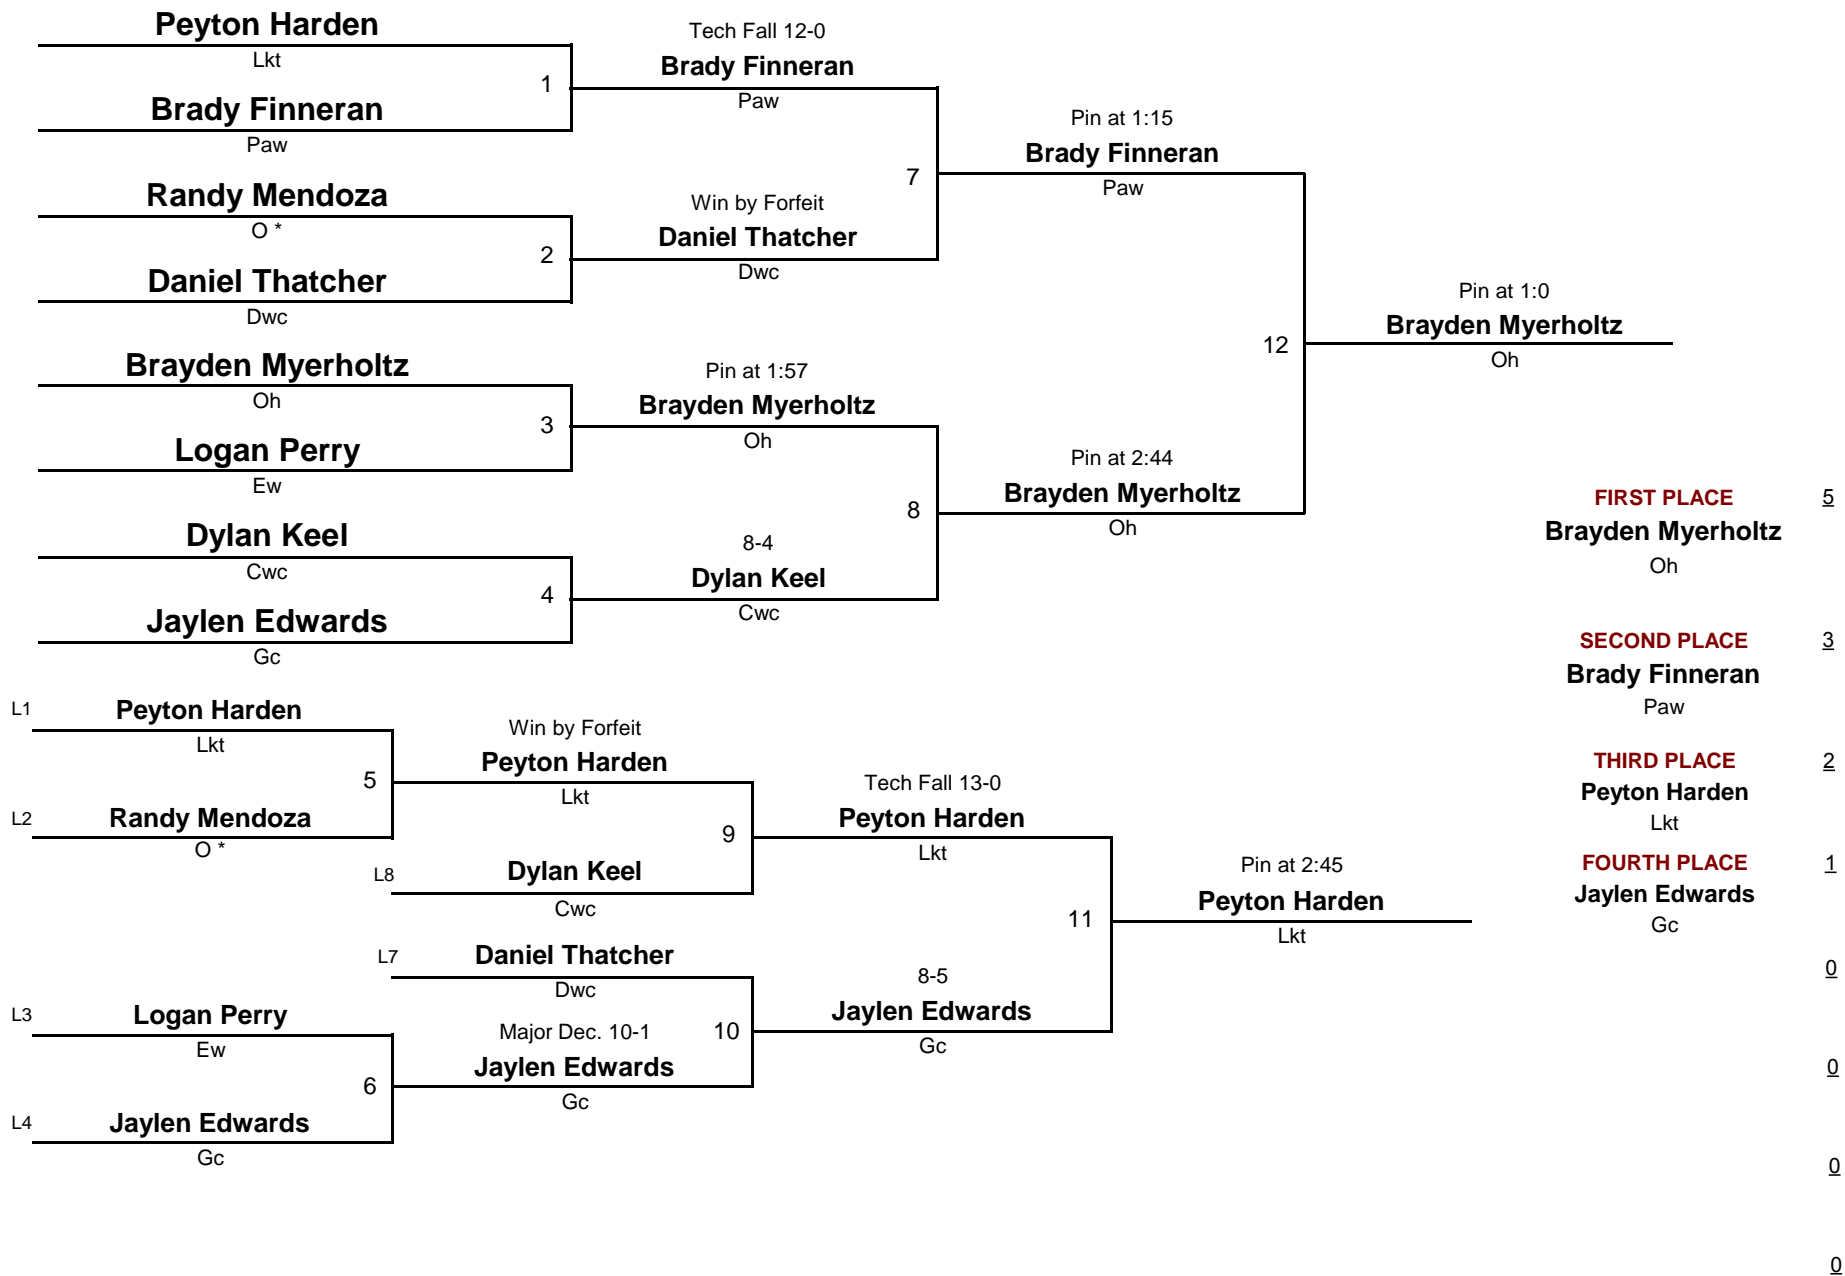 Peyton Harden
Lkt
1
Brady Finneran
Paw
Randy Mendoza
O *
2
Daniel Thatcher
Dwc
Brayden Myerholtz
Oh
3
Logan Perry
Ew
Dylan Keel
Cwc
4
Jaylen Edwards
Gc
Tech Fall 12-0
Brady Finneran
Paw
7
Win by Forfeit
Daniel Thatcher
Dwc
Pin at 1:57
Brayden Myerholtz
Oh
8
8-4
Dylan Keel
Cwc
Pin at 1:15
Brady Finneran
Paw
12
Pin at 2:44
Brayden Myerholtz
Oh
Pin at 1:0
Brayden Myerholtz
Oh
FIRST PLACE 5
Brayden Myerholtz
Oh
SECOND PLACE 3
Brady Finneran
Paw
THIRD PLACE 2
Peyton Harden
Lkt
FOURTH PLACE 1
Jaylen Edwards
Gc
0
0
0
0
L1 Peyton Harden
Lkt
5
L2 Randy Mendoza
O *
Win by Forfeit
Peyton Harden
Lkt
9
L8 Dylan Keel
Cwc
L7 Daniel Thatcher
Dwc
10
L3 Logan Perry
Ew
6
L4 Jaylen Edwards
Gc
Major Dec. 10-1
Jaylen Edwards
Gc
Tech Fall 13-0
Peyton Harden
Lkt
11
8-5
Jaylen Edwards
Gc
Pin at 2:45
Peyton Harden
Lkt